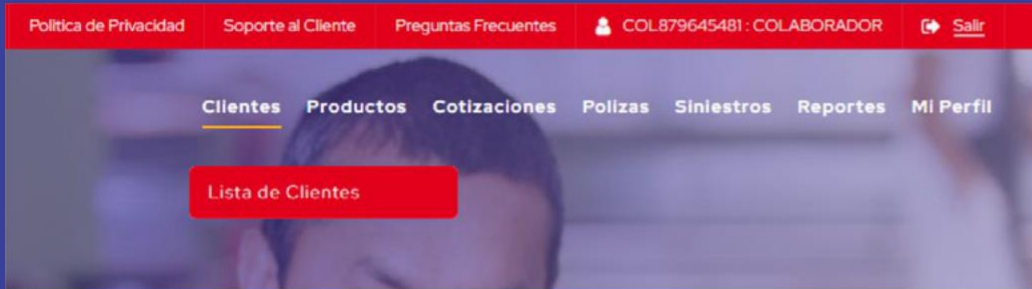 Politica de Privacidad Soporte al Cliente Preguntas Frecuentes COL879645481 : COLABORADOR Salir
Clientes Productos Cotizaciones Polizas Siniestros Reportes Mi Perfil
Lista de Clientes